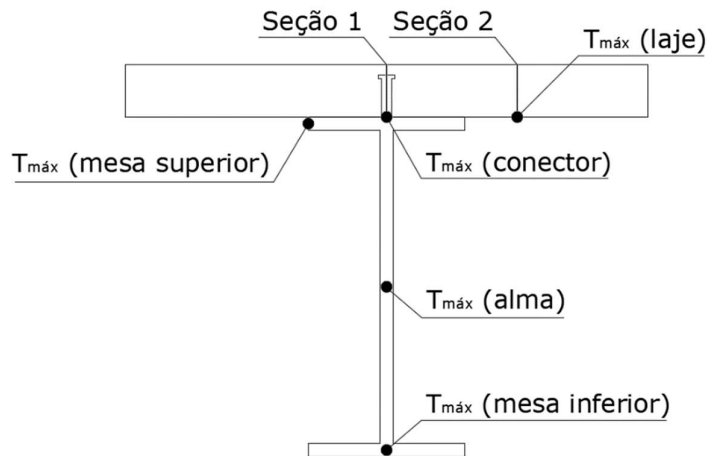 Seção 1
Seção 2
Tmáx (laje)
Tmáx (mesa superior)
Tmáx (conector)
Tmáx (alma)
Tmáx (mesa inferior)